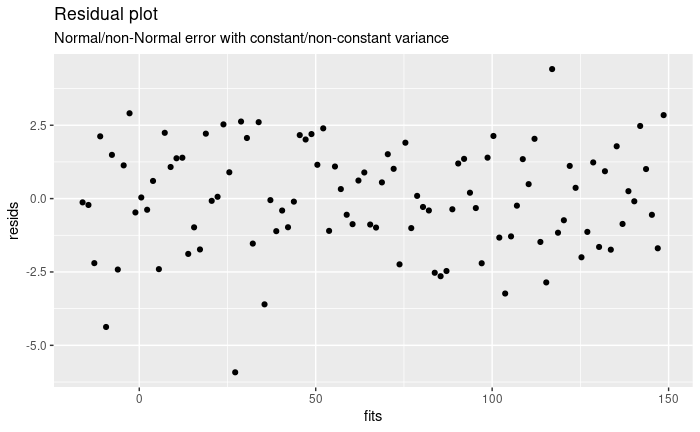 Residual plot
Normal/non-Normal error with constant/non-constant variance
2.5
0.0
-2.5
-5.0
resids
0 50 100 150
fits